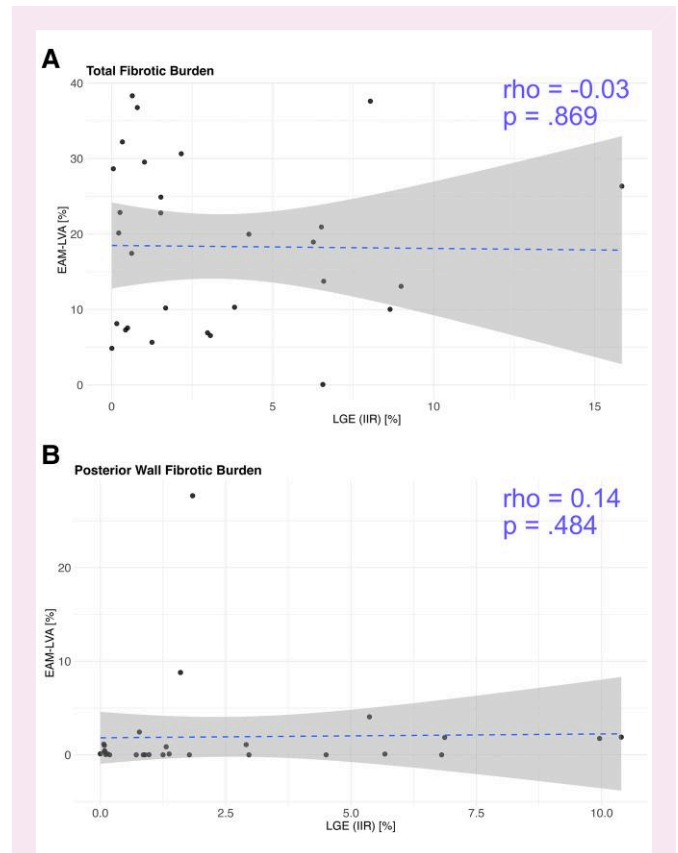 A
Total Fibrotic Burden
rho = -0.03
p = .869
40
30
20
10
0
EAM-LVA [%]
0 5 10 15
LGE (IIR) [%]
B
Posterior Wall Fibrotic Burden
rho = 0.14
p = .484
20
10
0
EAM-LVA [%]
0.0 2.5 5.0 7.5 10.0
LGE (IIR) [%]